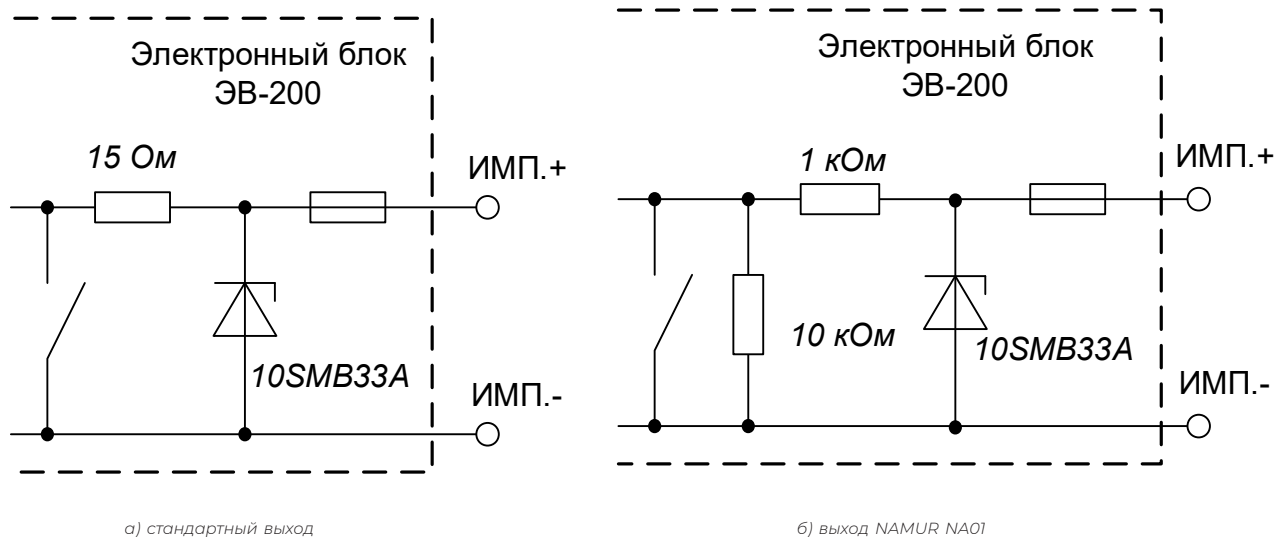 Электронный блок
ЭВ-200
15 Ом
ИМП.+
10SMB33A
ИМП.-
а) стандартный выход
Электронный блок
ЭВ-200
1 кОм
ИМП.+
10 кОм
10SMB33A
ИМП.-
б) выход NAMUR NA01